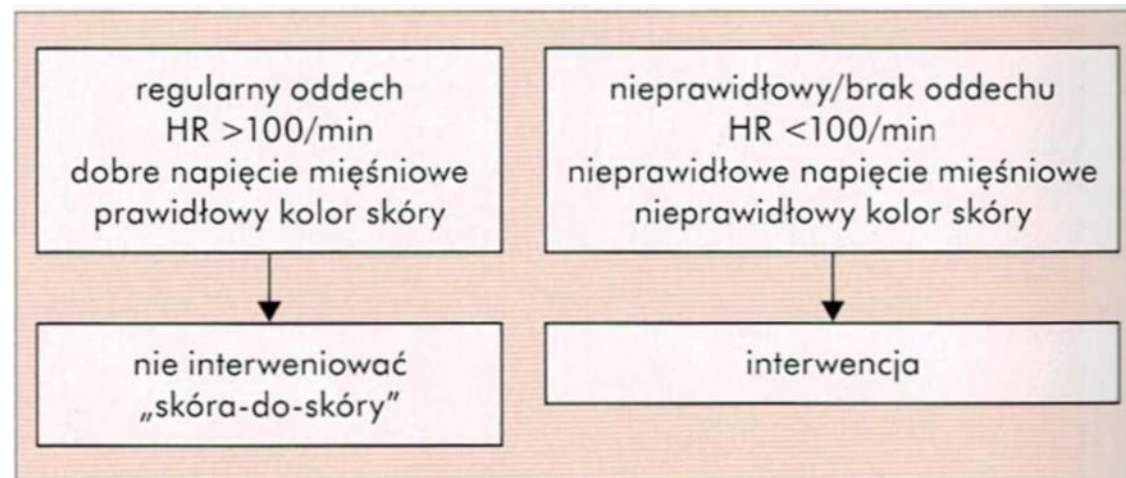 regularny oddech
HR >100/min
dobre napięcie mięśniowe
prawidłowy kolor skóry
nie interweniować
„skóra-do-skóry”
nieprawidłowy/brak oddechu
HR <100/min
nieprawidłowe napięcie mięśniowe
nieprawidłowy kolor skóry
interwencja